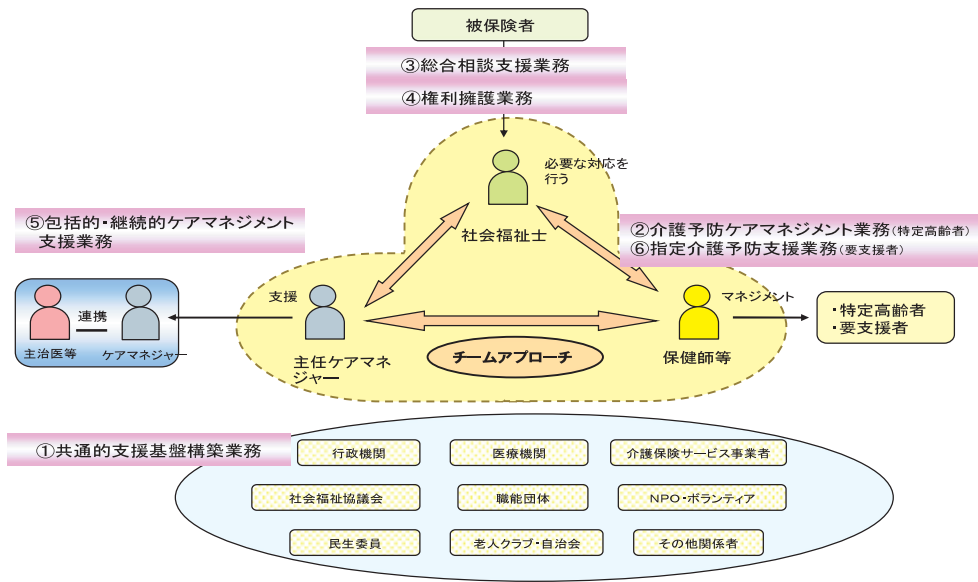 被保険者
③総合相談支援業務
④権利擁護業務
必要な対応を
行う
社会福祉士
⑤包括的・継続的ケアマネジメント
支援業務
②介護予防ケアマネジメント業務(特定高齢者)
⑥指定介護予防支援業務(要支援者)
支援
マネジメント
連携
主治医等
ケアマネジャー
・特定高齢者
・要支援者
主任ケアマネ
ジャー
チームアプローチ
保健師等
①共通的支援基盤構築業務
行政機関
医療機関
介護保険サービス事業者
社会福祉協議会
職能団体
NPO・ボランティア
民生委員
老人クラブ・自治会
その他関係者